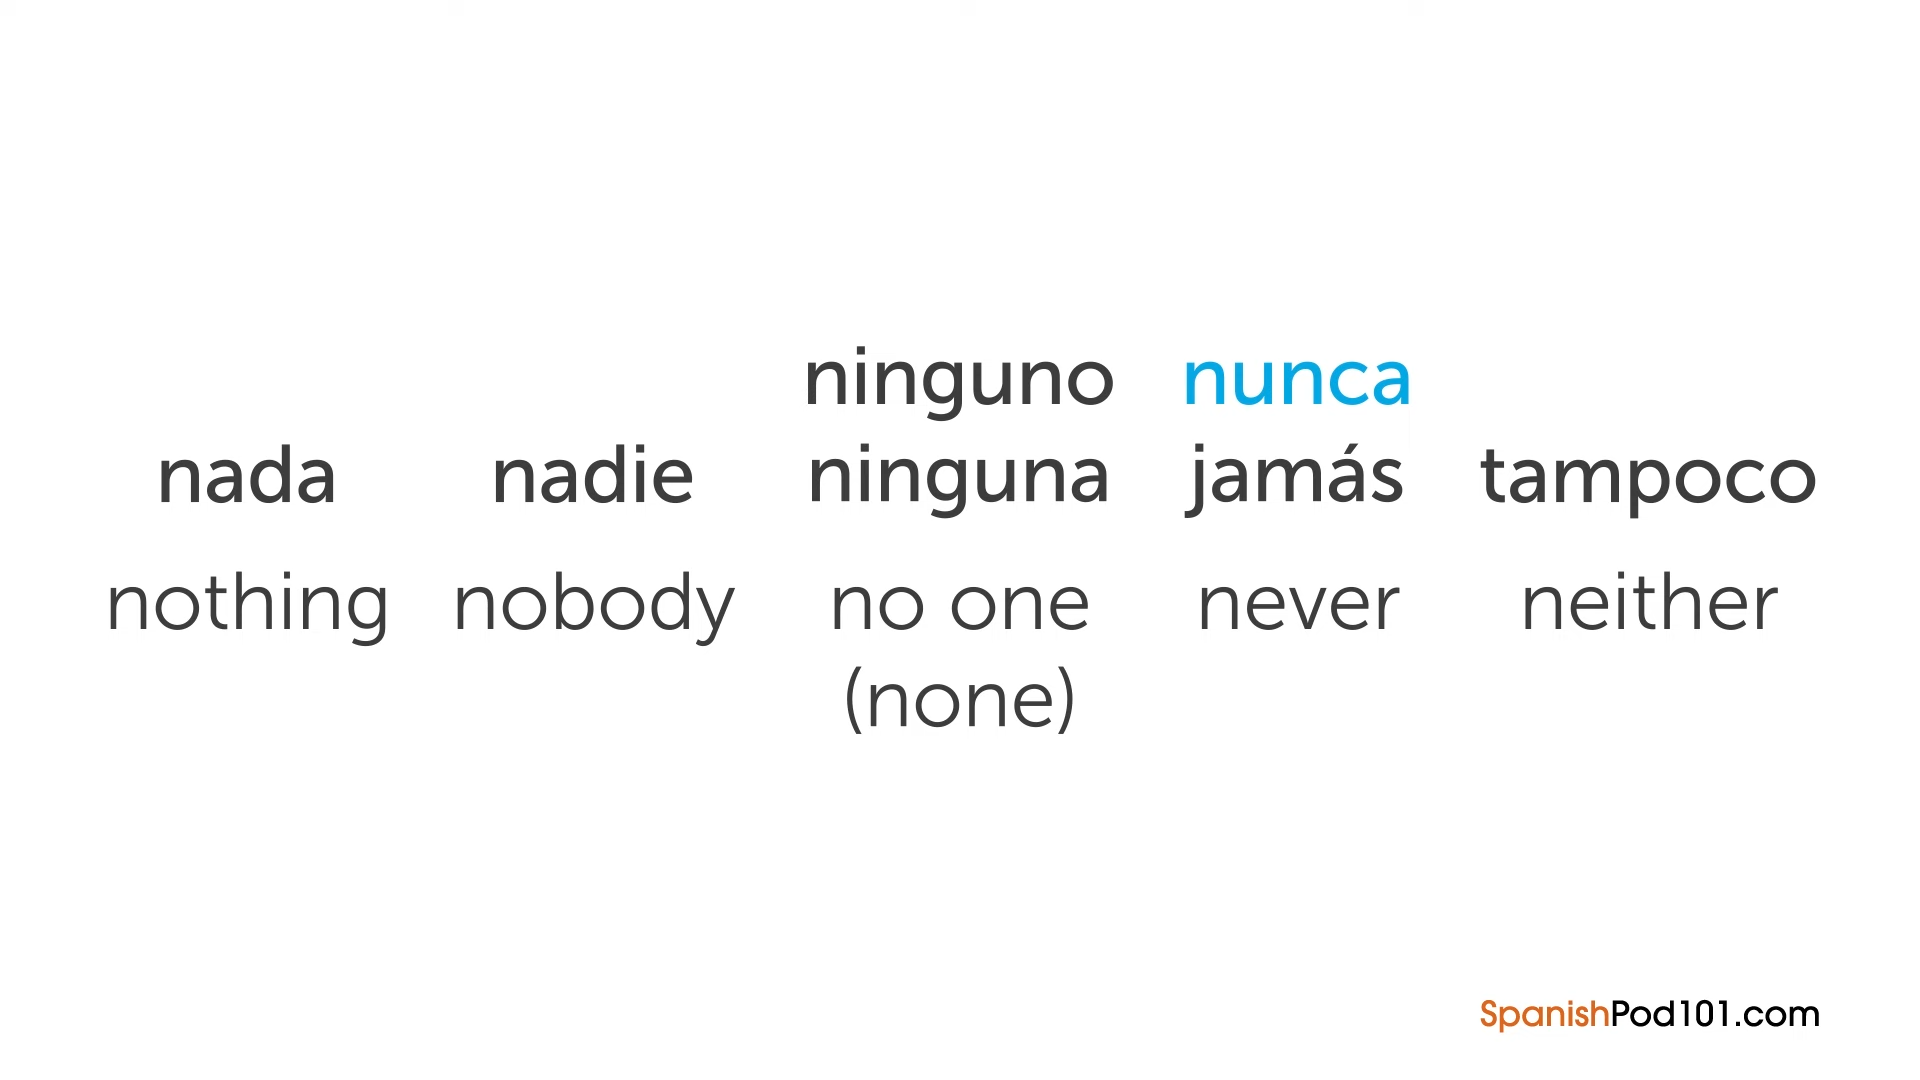 ninguno nunca
nada nadie ninguna jamás tampoco
nothing nobody no one never neither
(none)
SpanishPod101.com